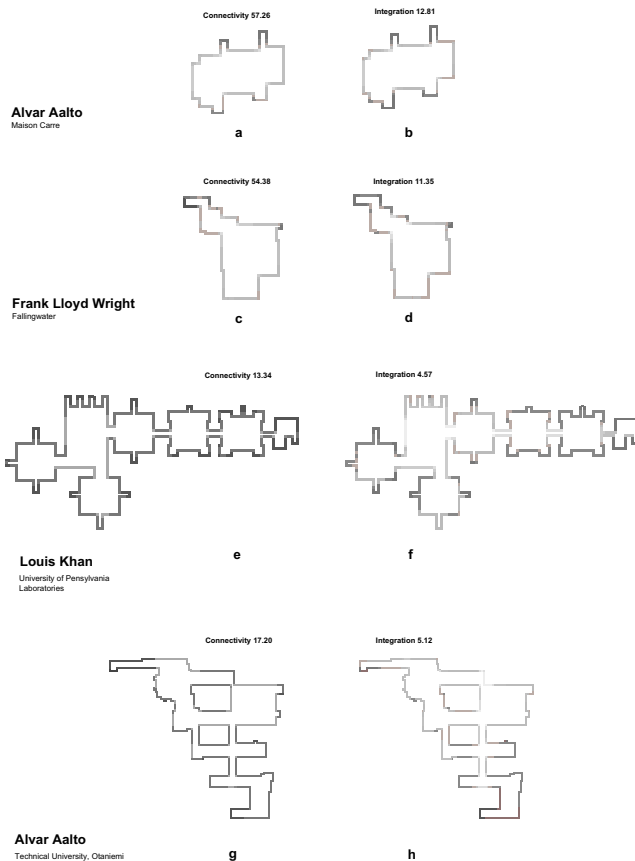 Connectivity 57.26
Integration 12.81
Alvar Aalto
Maison Carre
a
b
Connectivity 54.38
Integration 11.35
Frank Lloyd Wright
Fallingwater
c
d
Connectivity 13.34
Integration 4.57
Louis Khan
University of Pensylvania
Laboratories
e
f
Connectivity 17.20
Integration 5.12
Alvar Aalto
Technical University, Otaniemi
g
h